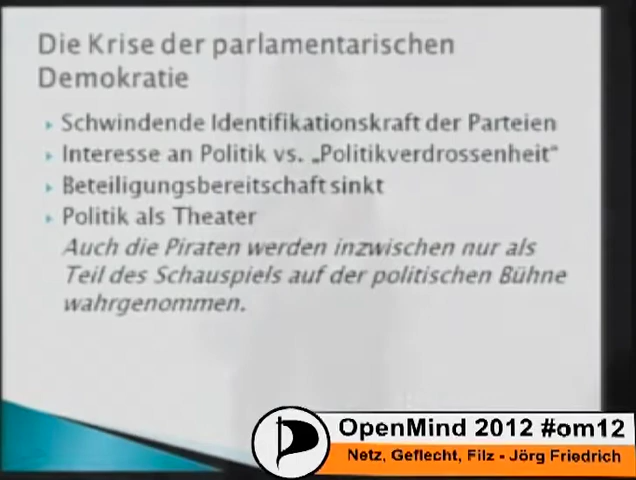 Die Krise der parlamentarischen
Demokratie
Schwindende Identifikationskraft der Parteien
Interesse an Politik vs. „Politikverdrossenheit“
Beteiligungsbereitschaft sinkt
Politik als Theater
Auch die Piraten werden inzwischen nur als
Teil des Schauspiels auf der politischen Bühne
wahrgenommen.
OpenMind 2012 #om12
Netz, Geflecht, Filz - Jörg Friedrich